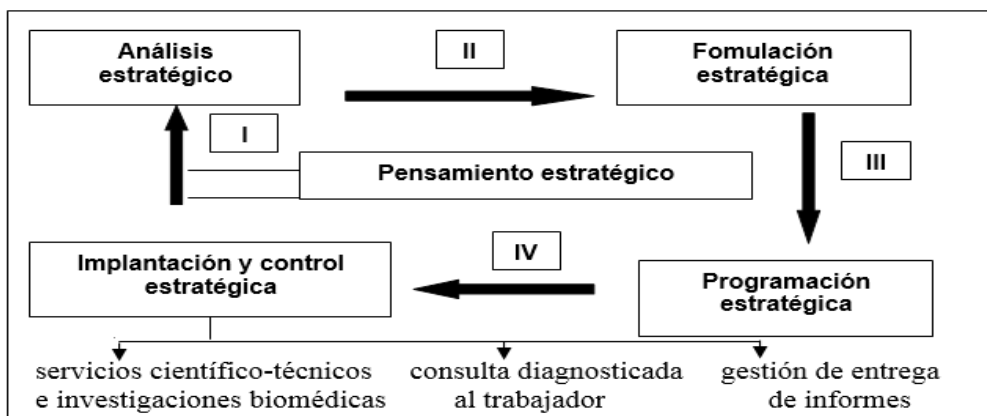 Análisis
estratégico
II
Fomulación
estratégica
I
III
Pensamiento estratégico
Implantación y control
estratégica
IV
Programación
estratégica
servicios científico-técnicos
e investigaciones biomédicas
consulta diagnosticada
al trabajador
gestión de entrega
de informes